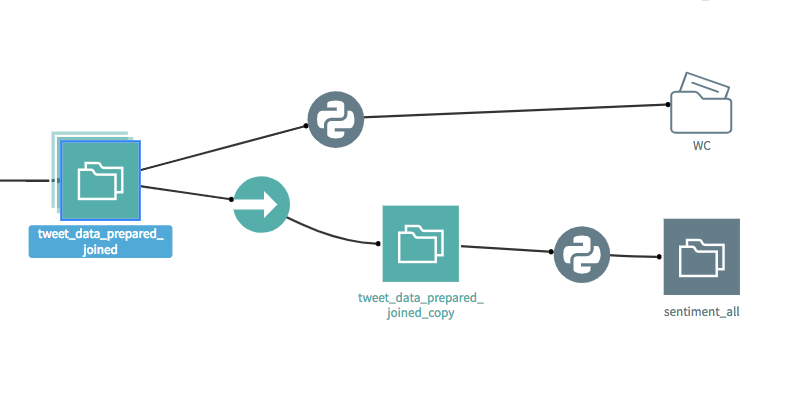 WC
tweet_data_prepared_
joined
tweet_data_prepared_
joined_copy
sentiment_all